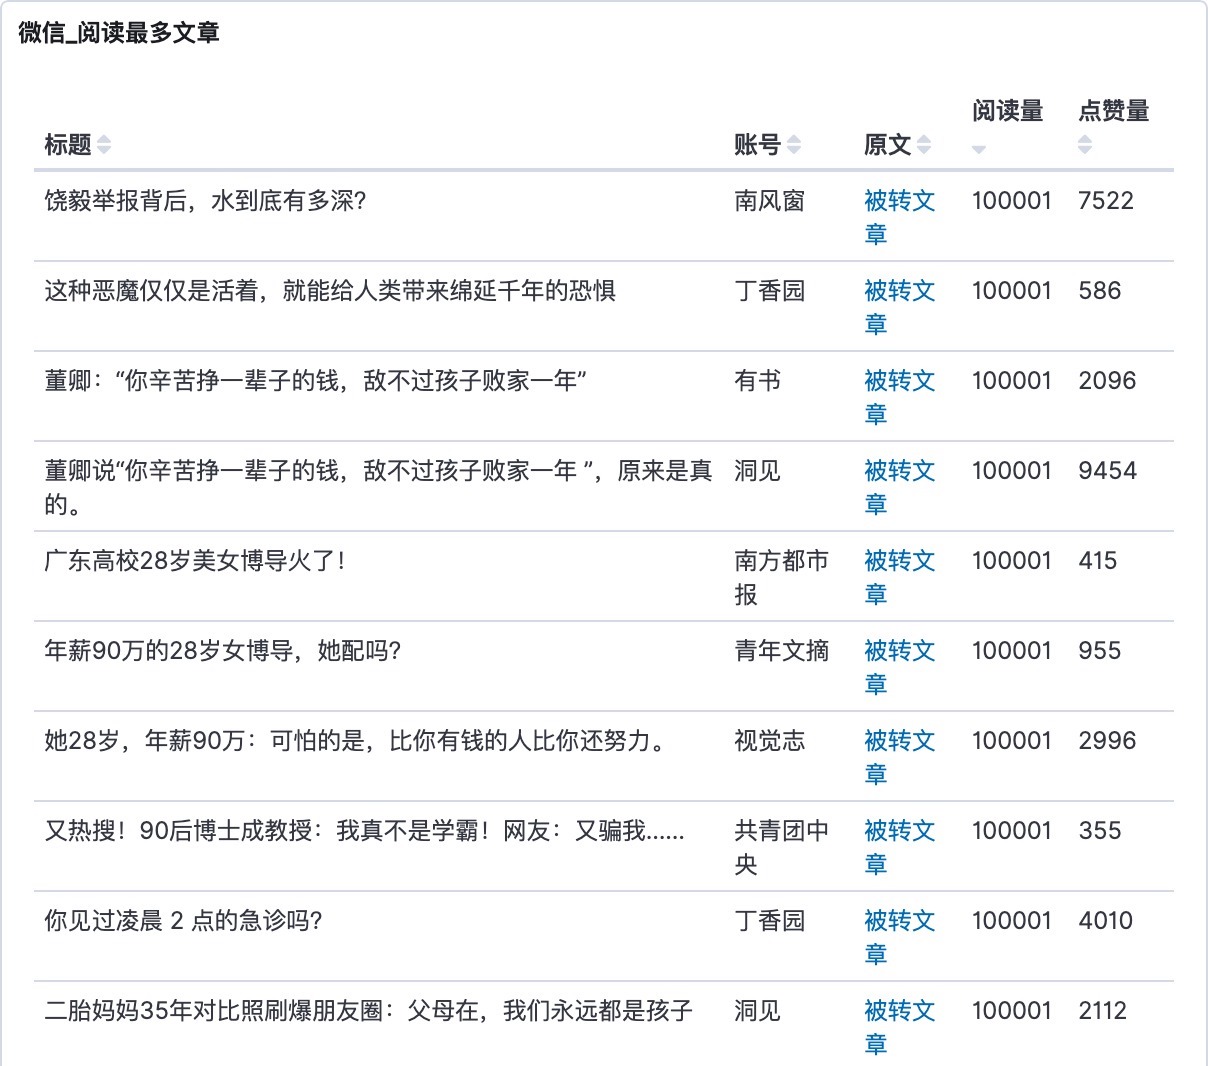 微信_阅读最多文章
标题 账号 原文 阅读量 点赞量
饶毅举报背后，水到底有多深？ 南风窗 被转文 100001 7522
章
这种恶魔仅仅是活着，就能给人类带来绵延千年的恐惧 丁香园 被转文 100001 586
章
董卿：“你辛苦挣一辈子的钱，敌不过孩子败家一年” 有书 被转文 100001 2096
章
董卿说“你辛苦挣一辈子的钱，敌不过孩子败家一年 ”，原来是真 洞见 被转文 100001 9454
的。 章
广东高校28岁美女博导火了！ 南方都市 被转文 100001 415
报 章
年薪90万的28岁女博导，她配吗？ 青年文摘 被转文 100001 955
章
她28岁，年薪90万：可怕的是，比你有钱的人比你还努力。 视觉志 被转文 100001 2996
章
又热搜！90后博士成教授：我真不是学霸！网友：又骗我…… 共青团中 被转文 100001 355
央 章
你见过凌晨 2 点的急诊吗？ 丁香园 被转文 100001 4010
章
二胎妈妈35年对比照刷爆朋友圈：父母在，我们永远都是孩子 洞见 被转文 100001 2112
章